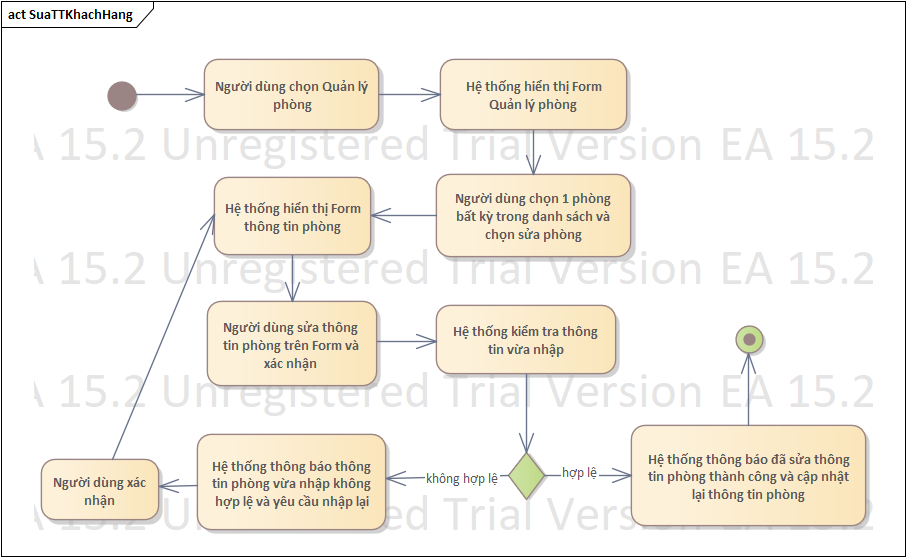 act SuaTTKhachHang
Người dùng chọn Quản lý
phòng
Hệ thống hiển thị Form
Quản lý phòng
A 15.2 Unregistered Trial Version EA 15.2
Người dùng chọn 1 phòng
bất kỳ trong danh sách và
chọn sửa phòng
Hệ thống hiển thị Form
thông tin phòng
A 15.2 Unregistered Trial Version EA 15.2
Người dùng sửa thông
tin phòng trên Form và
xác nhận
Hệ thống kiểm tra thông
tin vừa nhập
A 15.2 Unregistered Trial Version EA 15.2
không hợp lệ
hợp lệ
Hệ thống thông báo thông
tin phòng vừa nhập không
hợp lệ và yêu cầu nhập lại
Người dùng xác
nhận
Hệ thống thông báo đã sửa thông
tin phòng thành công và cập nhật
lại thông tin phòng
A 15.2 Unregistered Trial Version EA 15.2